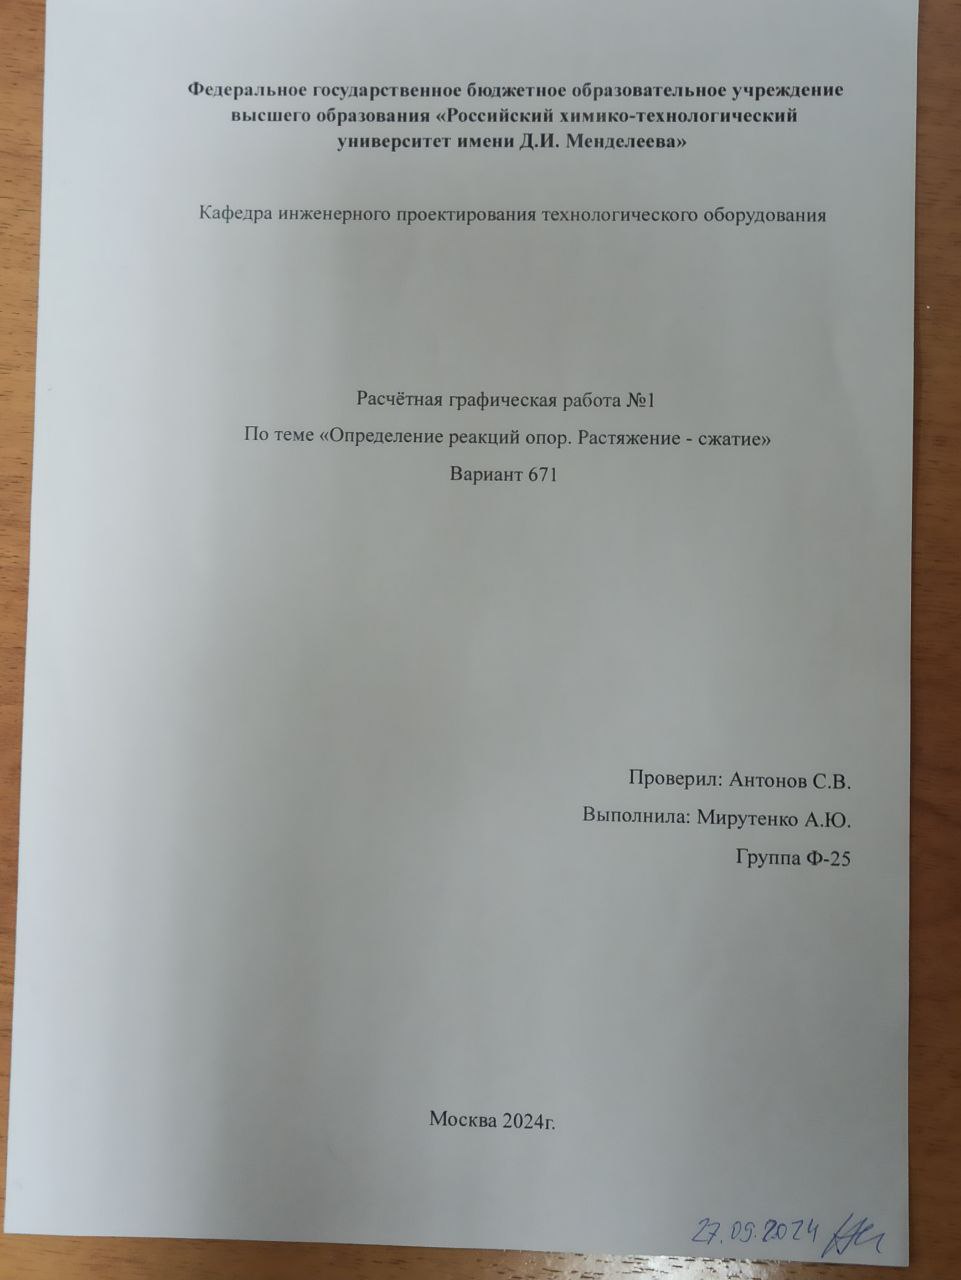 Федеральное государственное бюджетное образовательное учреждение
высшего образования «Российский химико-технологический
университет имени Д.И. Менделеева»
Кафедра инженерного проектирования технологического оборудования
Расчётная графическая работа №1
По теме «Определение реакций опор. Растяжение - сжатие»
Вариант 671
Проверил: Антонов С.В.
Выполнила: Мирутенко А.Ю.
Группа Ф-25
Москва 2024г.
27.09.2024